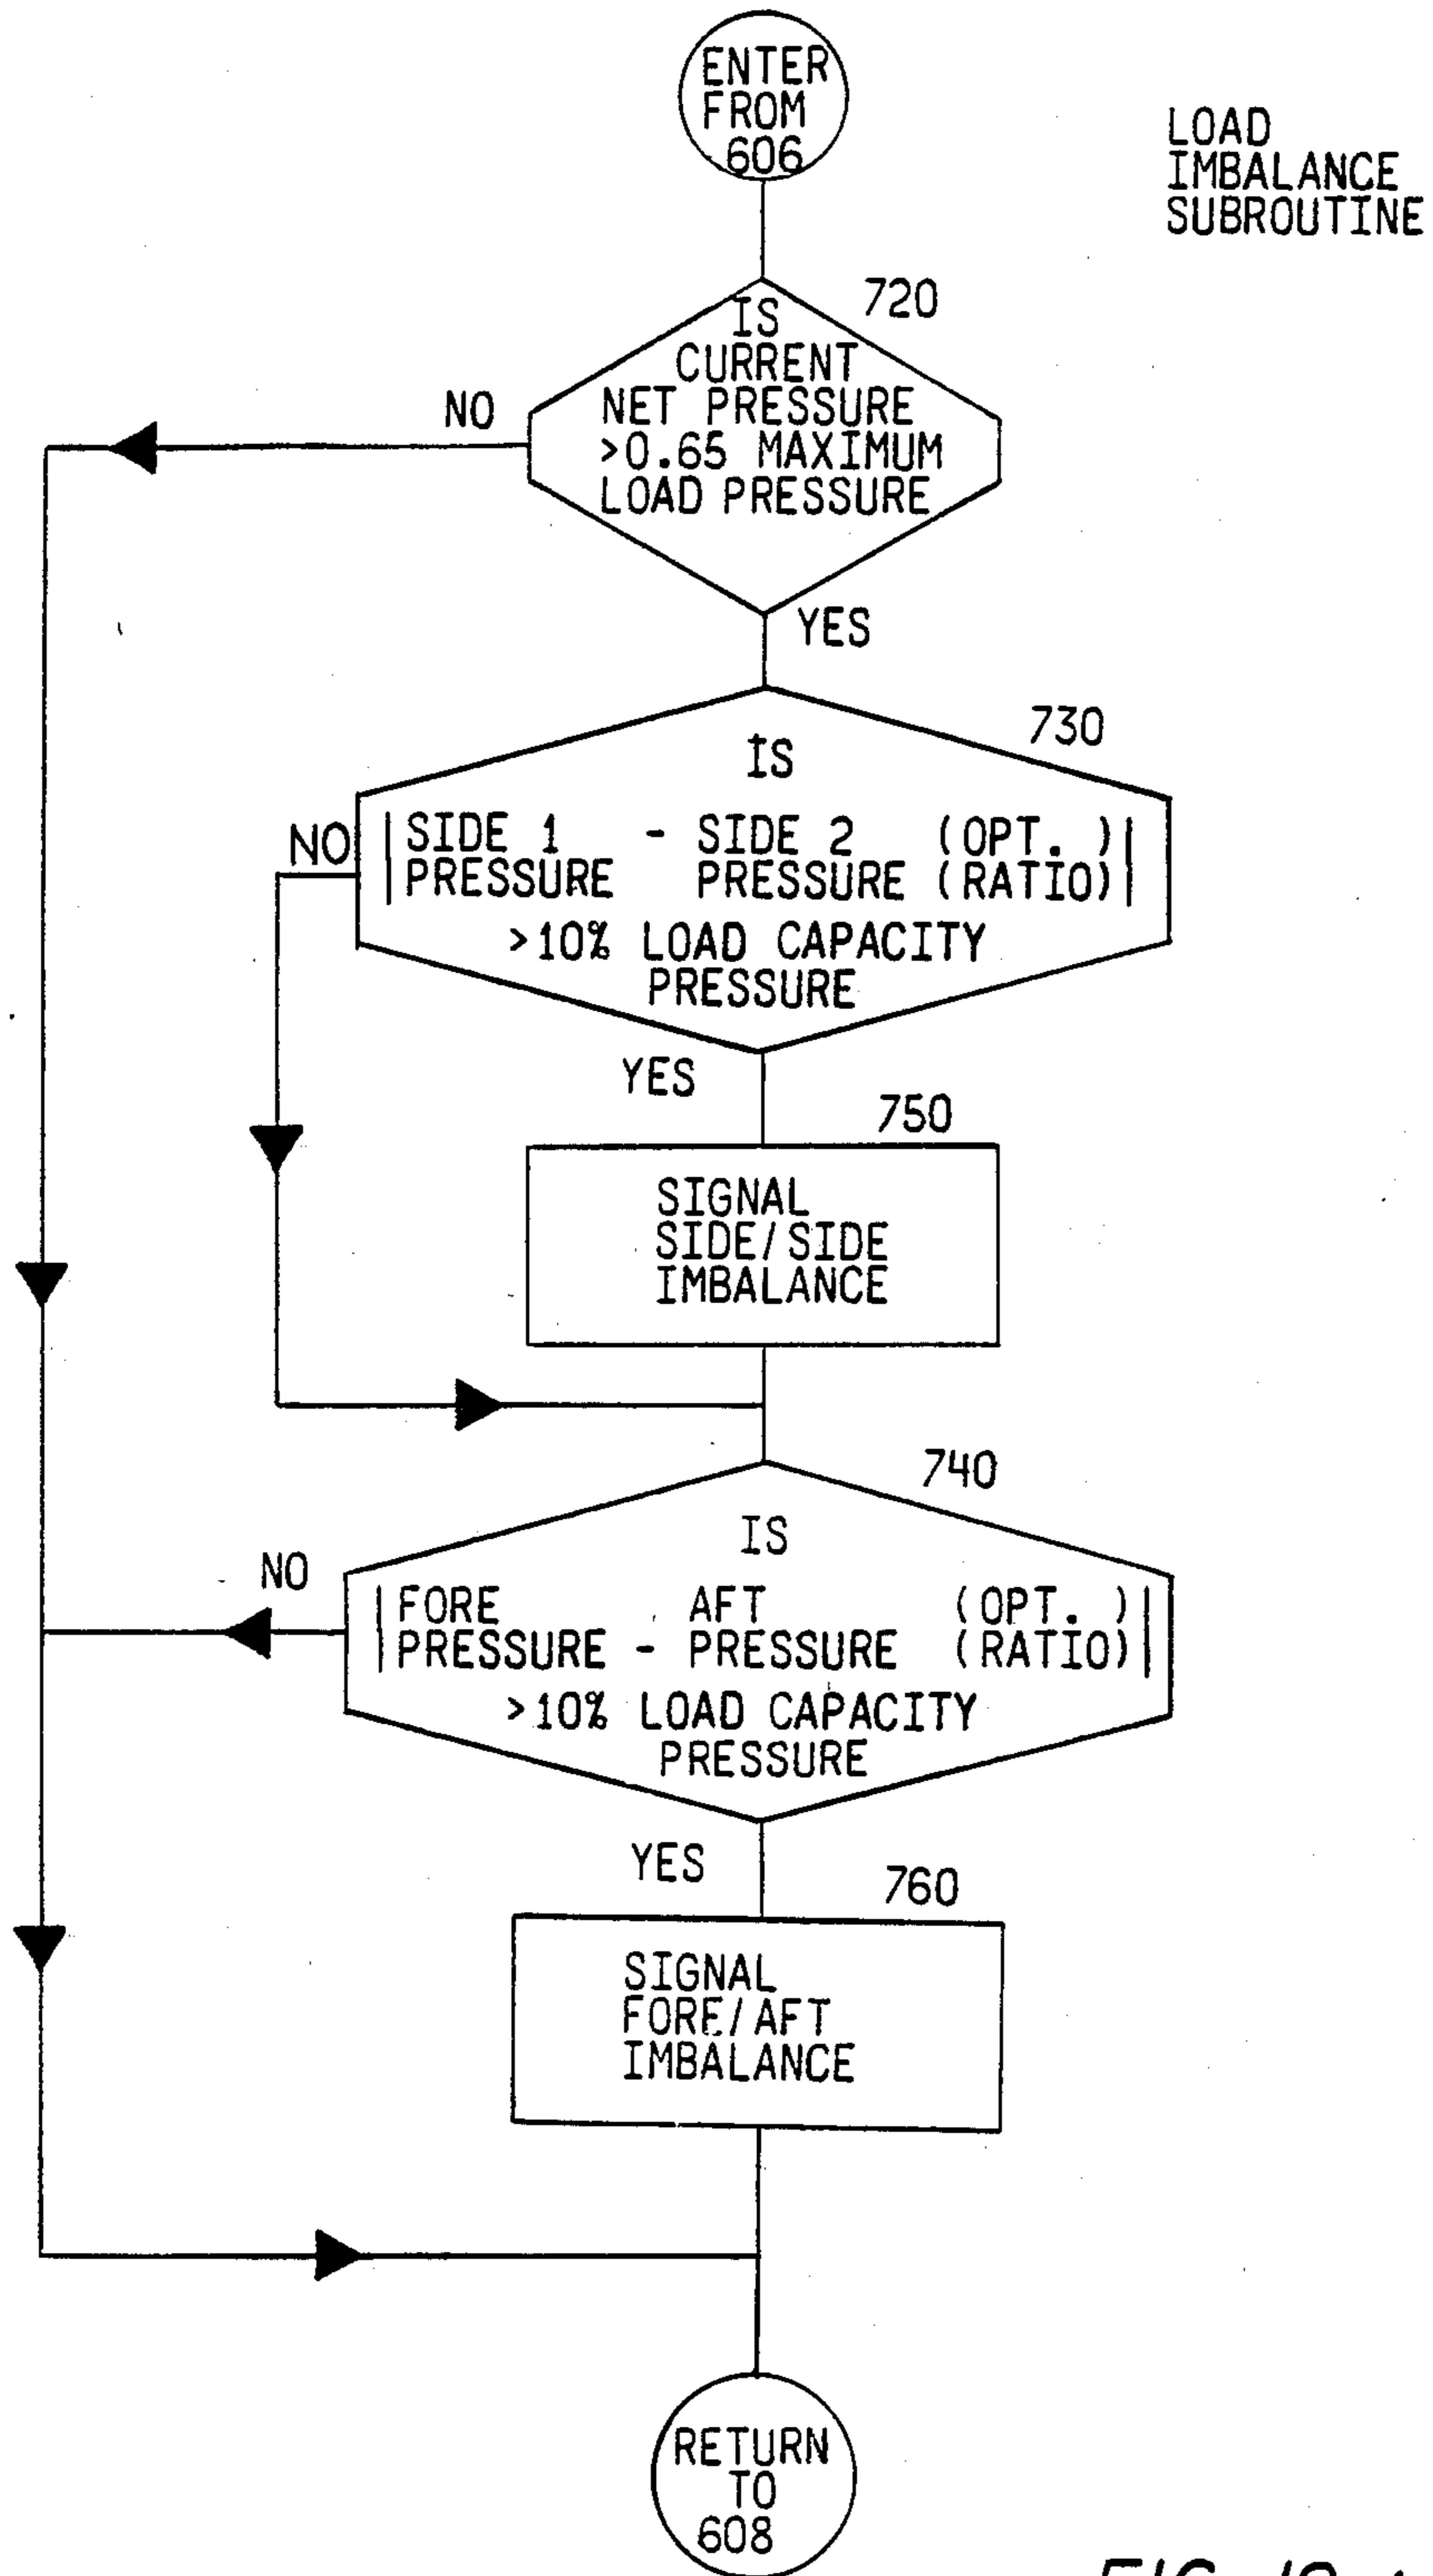 ENTER
FROM
606
LOAD
IMBALANCE
SUBROUTINE
720
IS
CURRENT
NET PRESSURE
>0.65 MAXIMUM
LOAD PRESSURE
NO
YES
730
IS
|SIDE 1 - SIDE 2 (OPT. )|
|PRESSURE PRESSURE (RATIO)|
>10% LOAD CAPACITY
PRESSURE
NO
YES
750
SIGNAL
SIDE/SIDE
IMBALANCE
740
IS
|FORE AFT (OPT. )|
|PRESSURE - PRESSURE (RATIO)|
>10% LOAD CAPACITY
PRESSURE
NO
YES
760
SIGNAL
FORE/AFT
IMBALANCE
RETURN
TO
608